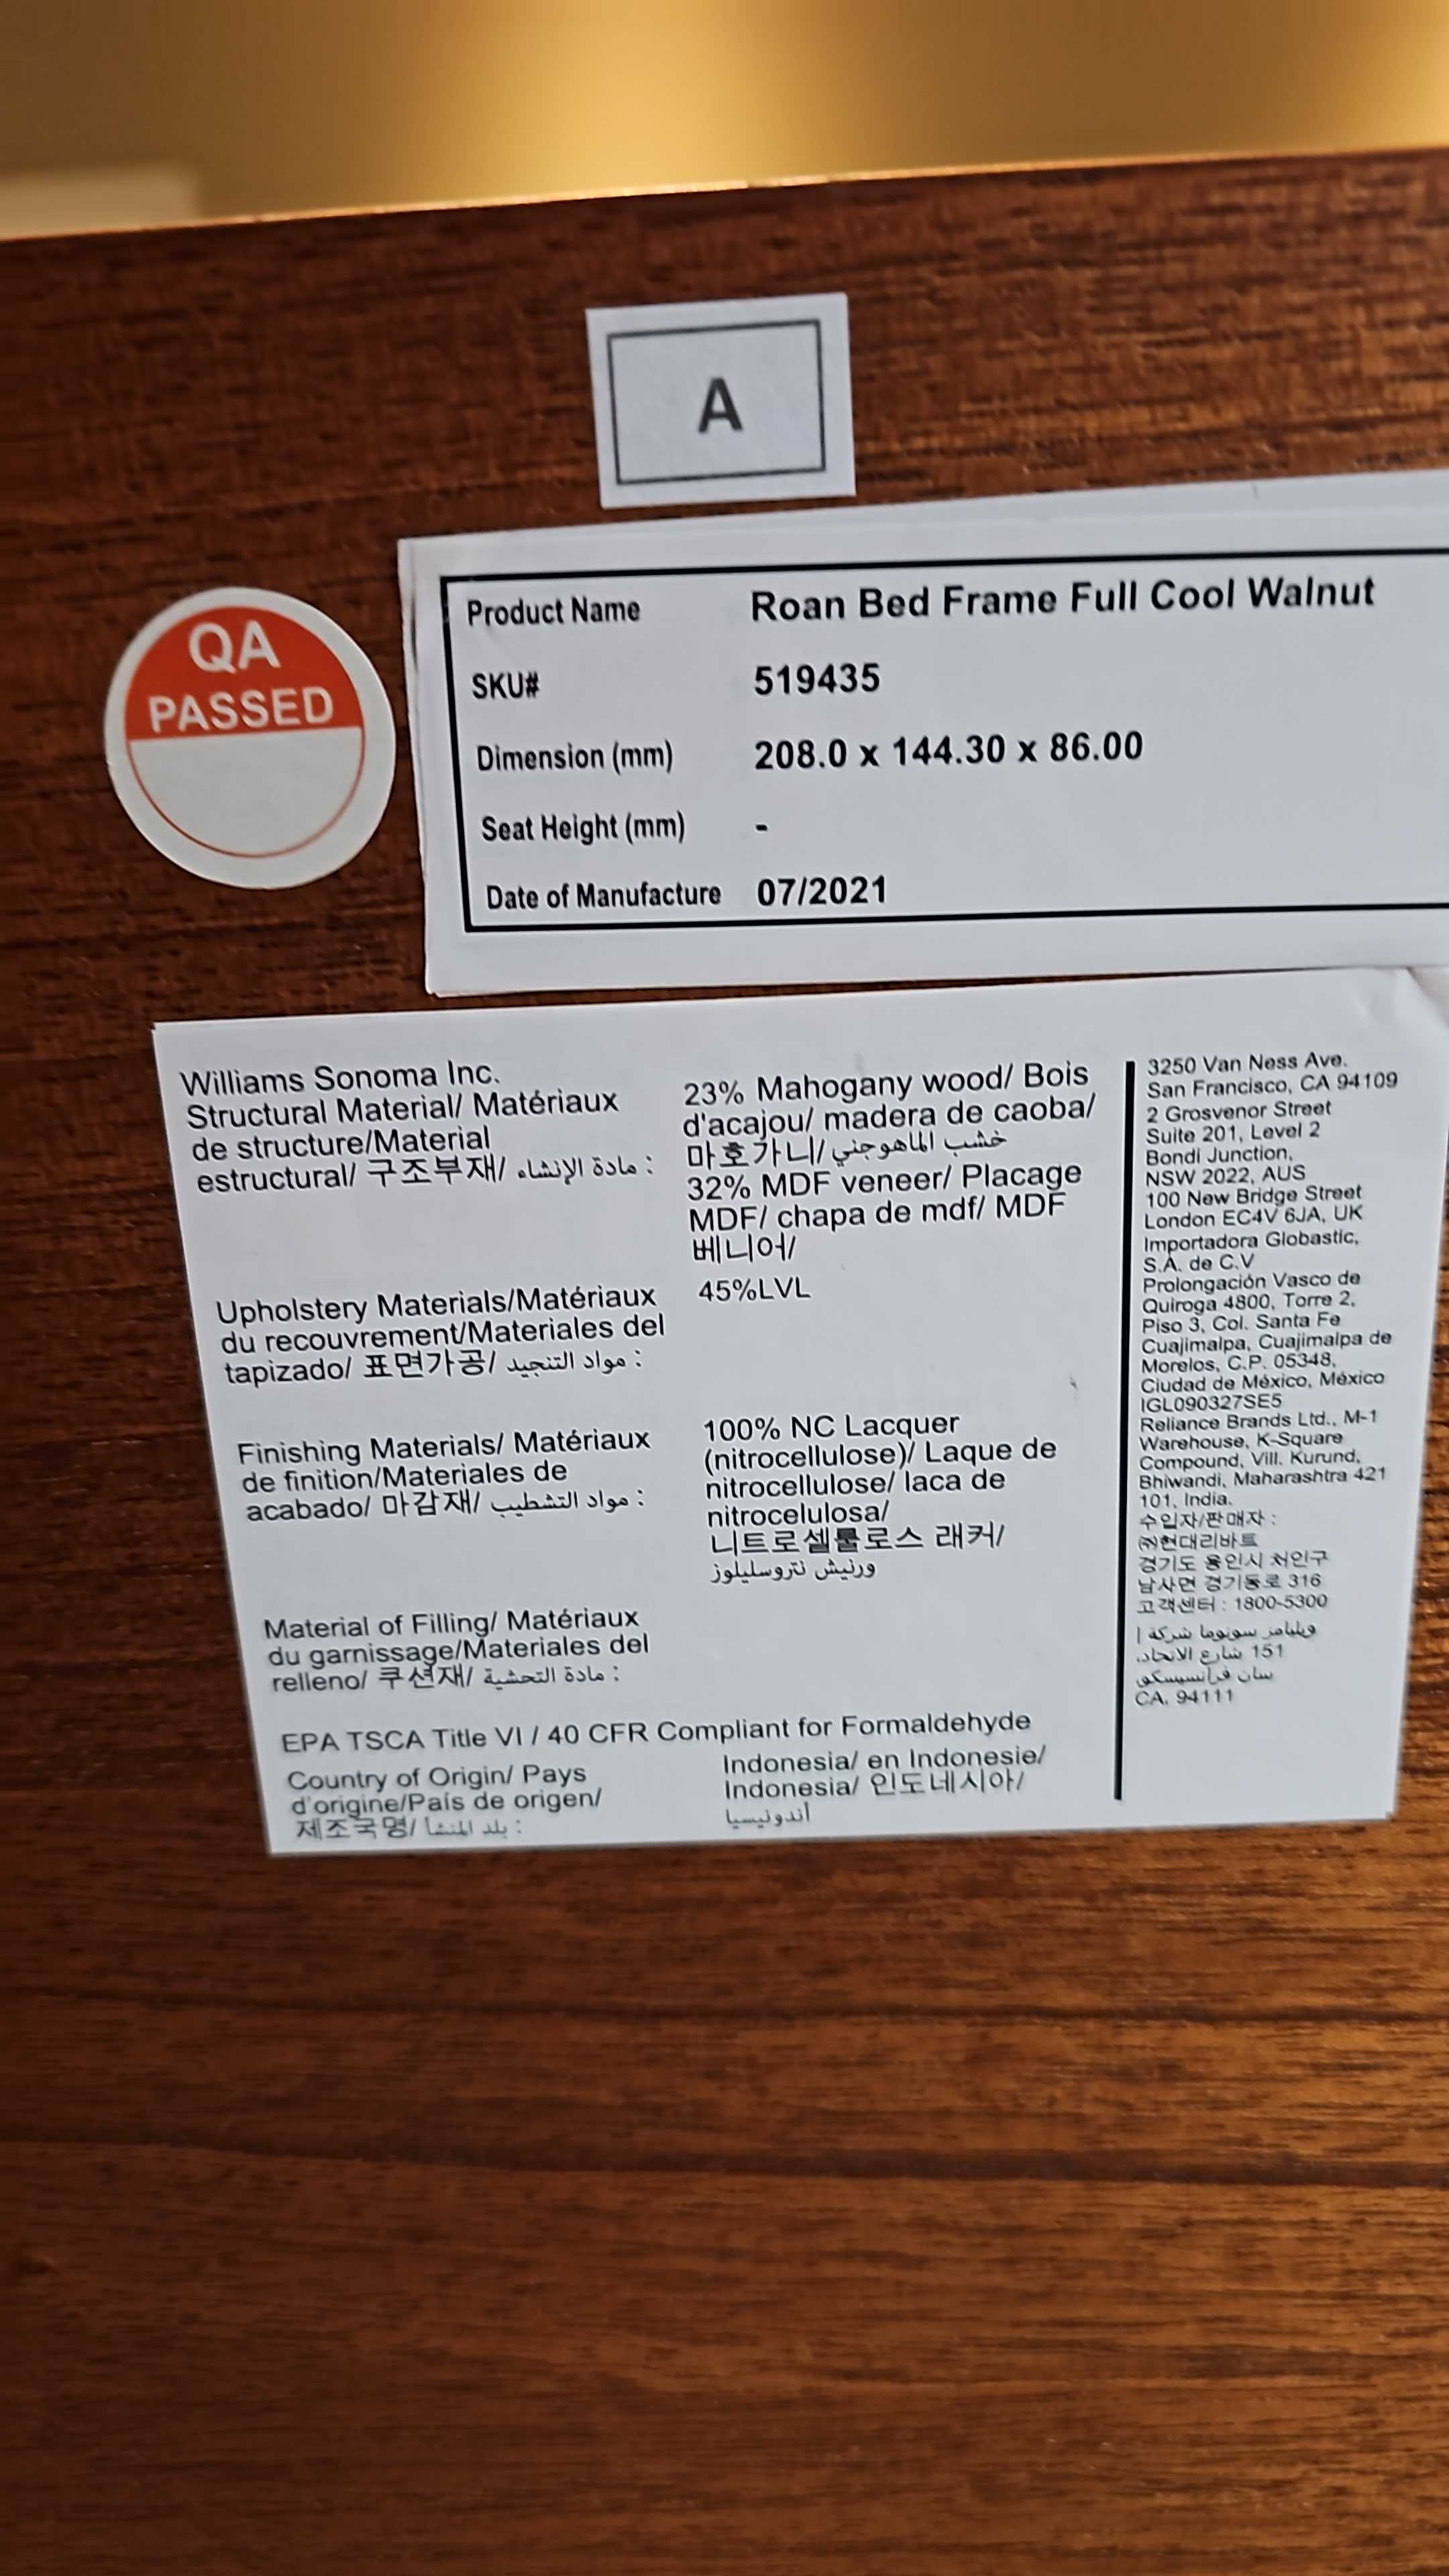 A
QA
PASSED
Product Name Roan Bed Frame Full Cool Walnut
SKU# 519435
Dimension (mm) 208.0 x 144.30 x 86.00
Seat Height (mm) -
Date of Manufacture 07/2021
Williams Sonoma Inc.
Structural Material/ Matériaux
de structure/Material
estructural/ 구조부재/ مادة الإنشاء :
23% Mahogany wood/ Bois
d'acajou/ madera de caoba/
마호가니/خشب الماهوجني
32% MDF veneer/ Placage
MDF/ chapa de mdf/ MDF
베니어/
45%LVL
Upholstery Materials/Matériaux
du recouvrement/Materiales del
tapizado/ 표면가공/ مواد التنجيد :
Finishing Materials/ Matériaux
de finition/Materiales de
acabado/ 마감재/ مواد التشطيب :
100% NC Lacquer
(nitrocellulose)/ Laque de
nitrocellulose/ laca de
nitrocelulosa/
니트로셀룰로스 래커/
ورنيش نتروسليلوز
Material of Filling/ Matériaux
du garnissage/Materiales del
relleno/ 쿠션재/ مادة التحشية :
EPA TSCA Title VI / 40 CFR Compliant for Formaldehyde
Country of Origin/ Pays
d'origine/País de origen/
제조국명/ بلد المنشأ :
Indonesia/ en Indonesie/
Indonesia/ 인도네시아/
أندونيسيا
3250 Van Ness Ave.
San Francisco, CA 94109
2 Grosvenor Street
Suite 201, Level 2
Bondi Junction,
NSW 2022, AUS
100 New Bridge Street
London EC4V 6JA, UK
Importadora Globastic,
S.A. de C.V
Prolongación Vasco de
Quiroga 4800, Torre 2,
Piso 3, Col. Santa Fe
Cuajimalpa, Cuajimalpa de
Morelos, C.P. 05348,
Ciudad de México, México
IGL090327SE5
Reliance Brands Ltd., M-1
Warehouse, K-Square
Compound, Vill. Kurund,
Bhiwandi, Maharashtra 421
101, India.
수입자/판매자 :
㈜현대리바트
경기도 용인시 처인구
남사면 경기동로 316
고객센터 : 1800-5300
ويليامز سونوما شركة |
151 شارع الاتحاد،
سان فرانسيسكو
CA. 94111